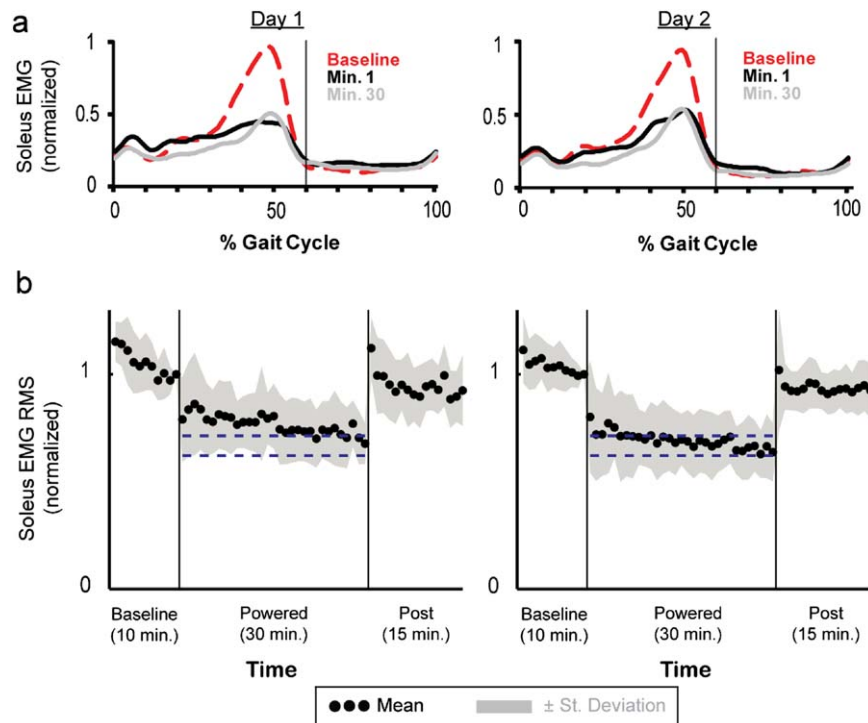 a
Day 1
Day 2
Soleus EMG
(normalized)
1
0.5
0
Baseline
Min. 1
Min. 30
0 50 100
% Gait Cycle
1
0.5
0
Baseline
Min. 1
Min. 30
0 50 100
% Gait Cycle
b
Soleus EMG RMS
(normalized)
1
0
Baseline Powered Post
(10 min.) (30 min.) (15 min.)
Time
1
0
Baseline Powered Post
(10 min.) (30 min.) (15 min.)
Time
Mean ± St. Deviation